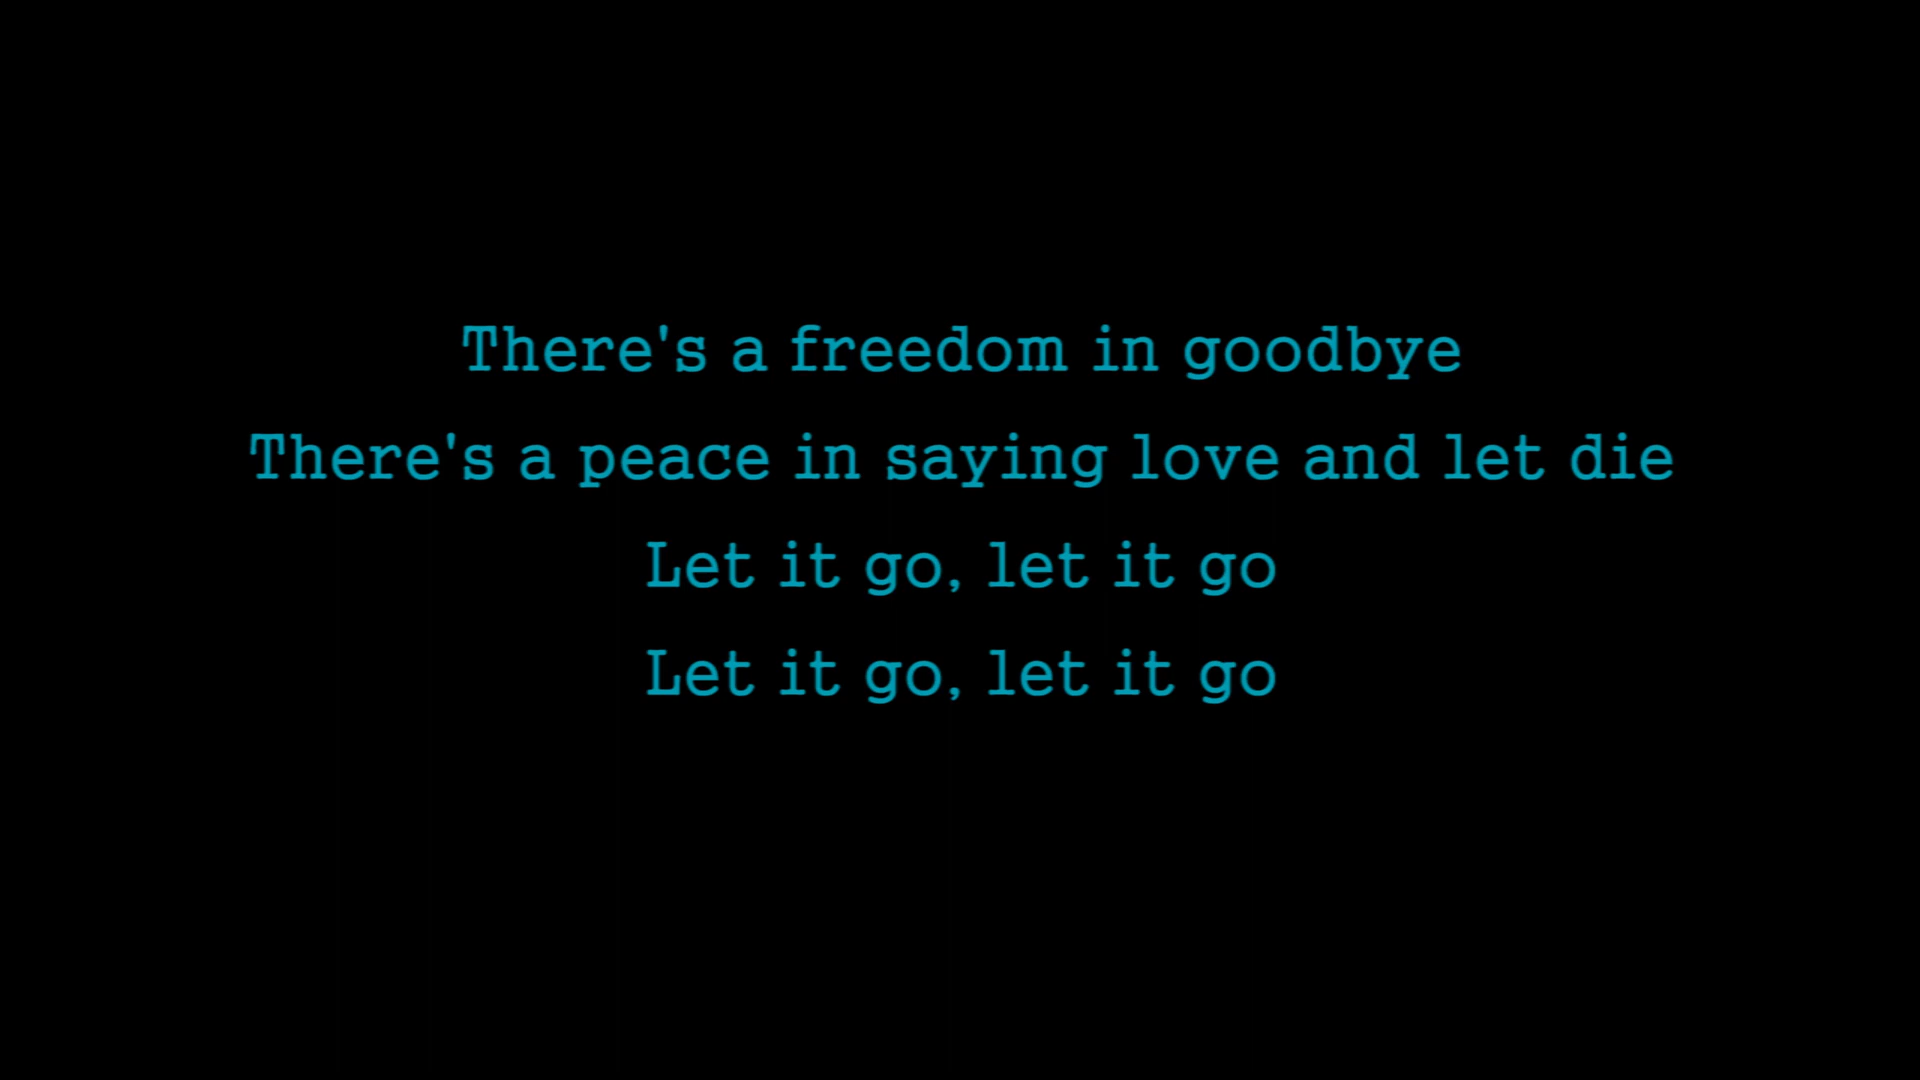 There's a freedom in goodbye
There's a peace in saying love and let die
Let it go, let it go
Let it go, let it go